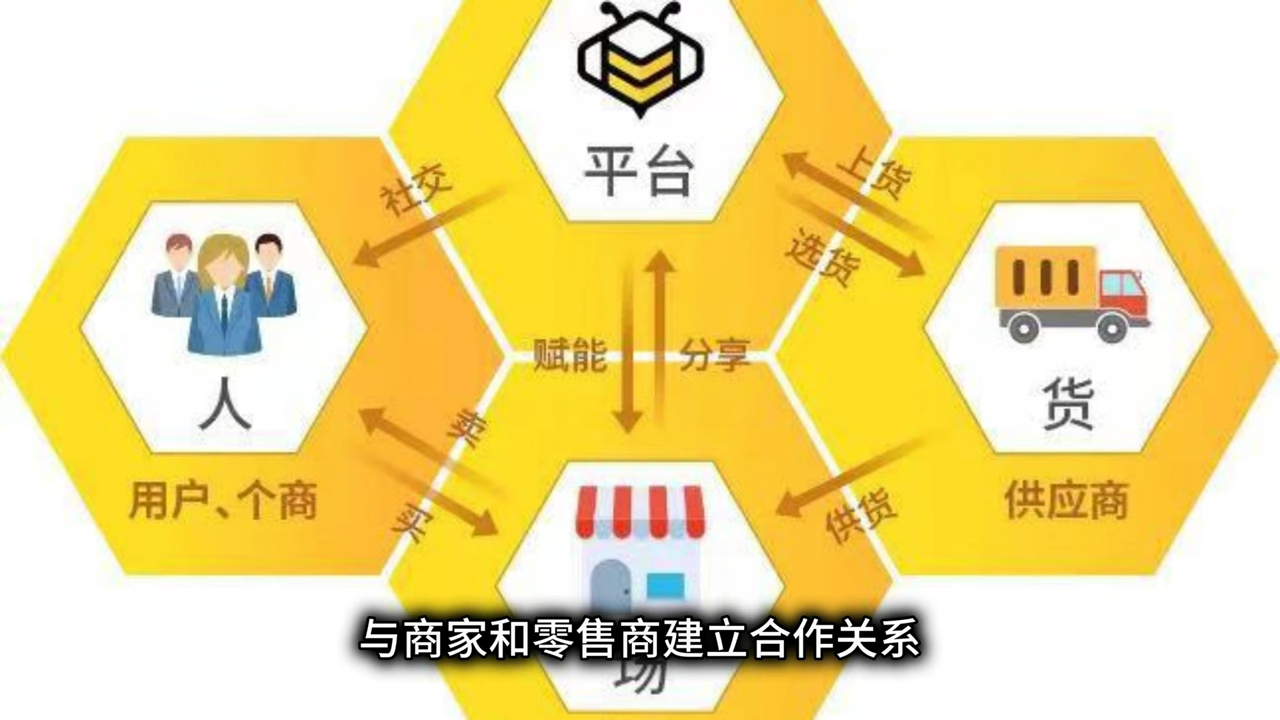 平台
社交
上货
选货
人
赋能
分享
货
卖
用户、个商
买
供货
供应商
与商家和零售商建立合作关系
场